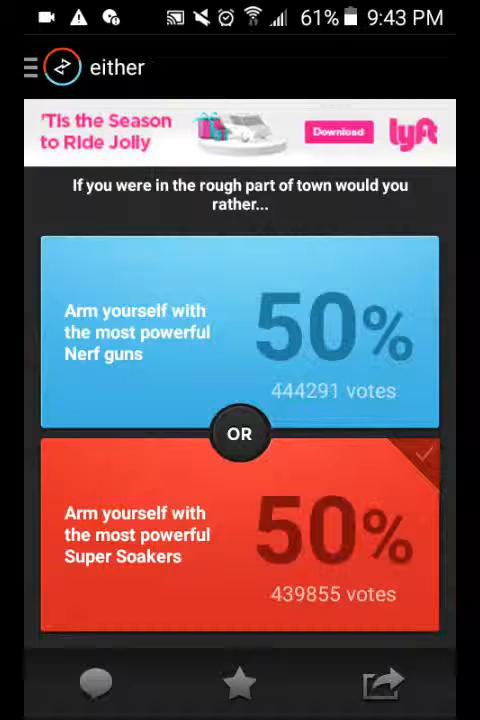 61% 9:43 PM
either
'Tis the Season
to Ride Jolly
Download
lyft
If you were in the rough part of town would you
rather...
Arm yourself with
the most powerful
Nerf guns
50%
444291 votes
OR
Arm yourself with
the most powerful
Super Soakers
50%
439855 votes